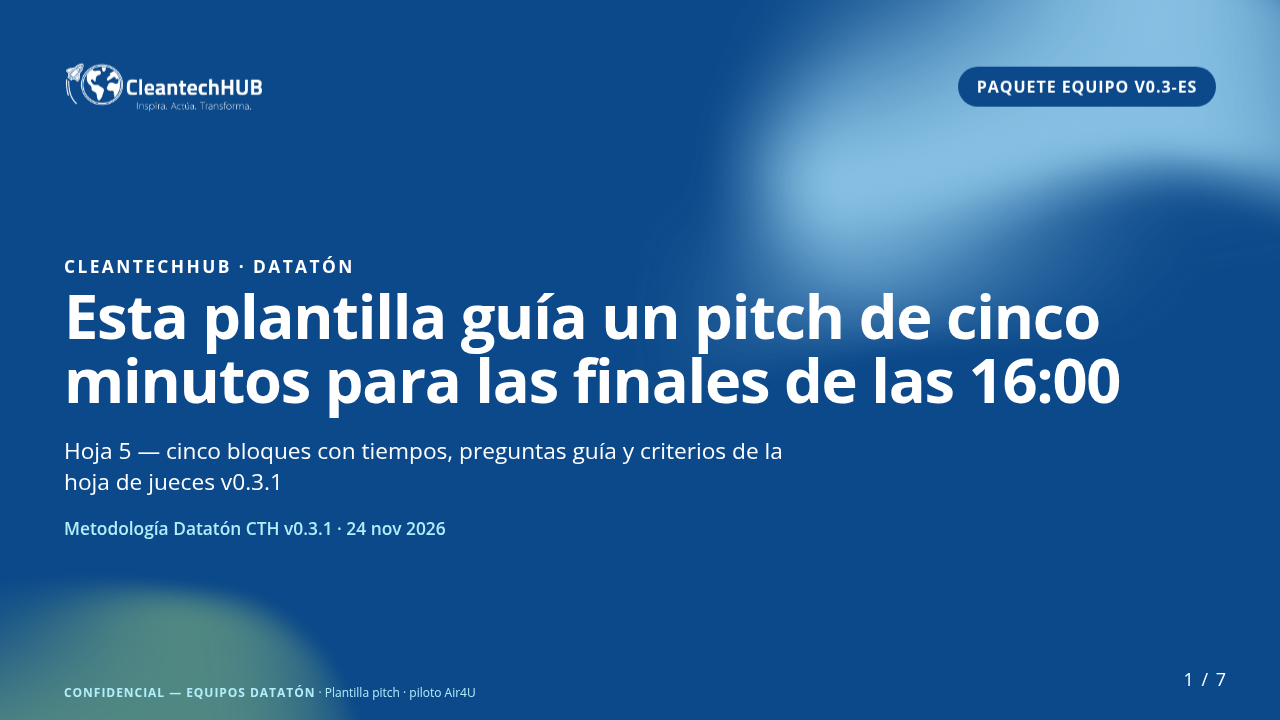 CleantechHUB
Inspira. Actúa. Transforma.
PAQUETE EQUIPO V0.3-ES
CLEANTECHHUB · DATATÓN
Esta plantilla guía un pitch de cinco
minutos para las finales de las 16:00
Hoja 5 — cinco bloques con tiempos, preguntas guía y criterios de la
hoja de jueces v0.3.1
Metodología Datatón CTH v0.3.1 · 24 nov 2026
CONFIDENCIAL — EQUIPOS DATATÓN · Plantilla pitch · piloto Air4U
1 / 7